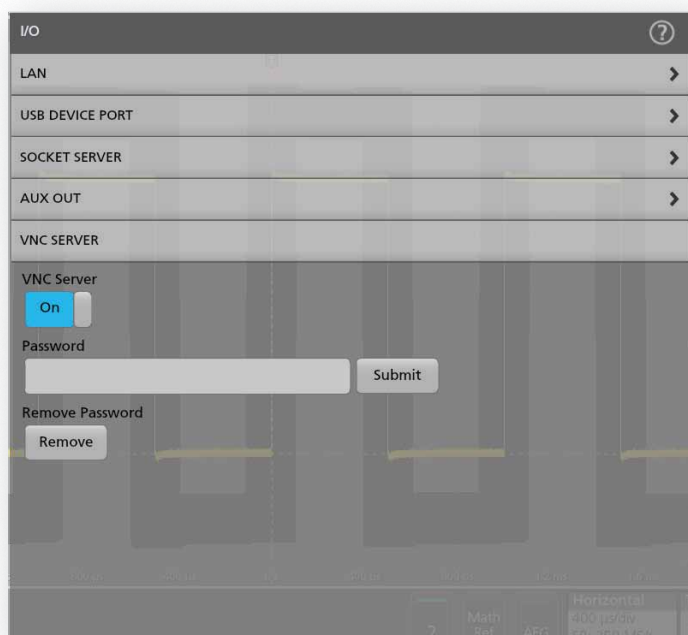 I/O
?
LAN
USB DEVICE PORT
SOCKET SERVER
AUX OUT
VNC SERVER
VNC Server
On
Password
Submit
Remove Password
Remove
Horizontal
Math
400 µs/div
Ref
AFG